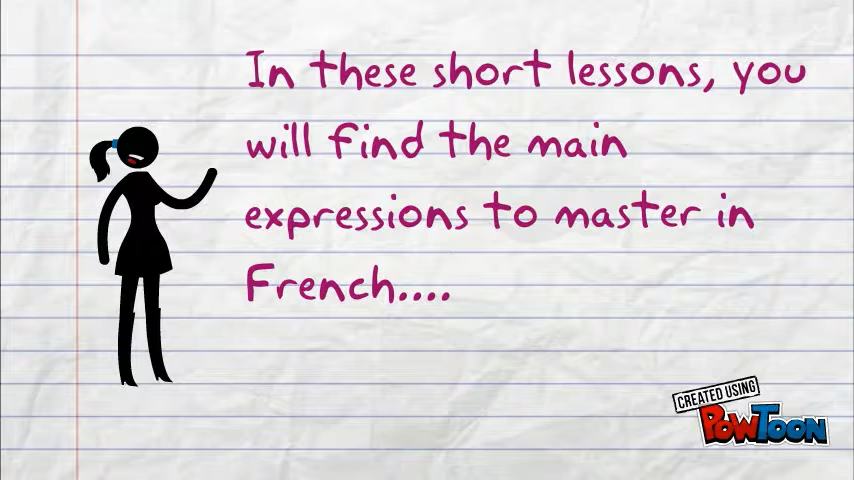 In these short lessons, you
will find the main
expressions to master in
French....
CREATED USING
POWTOON